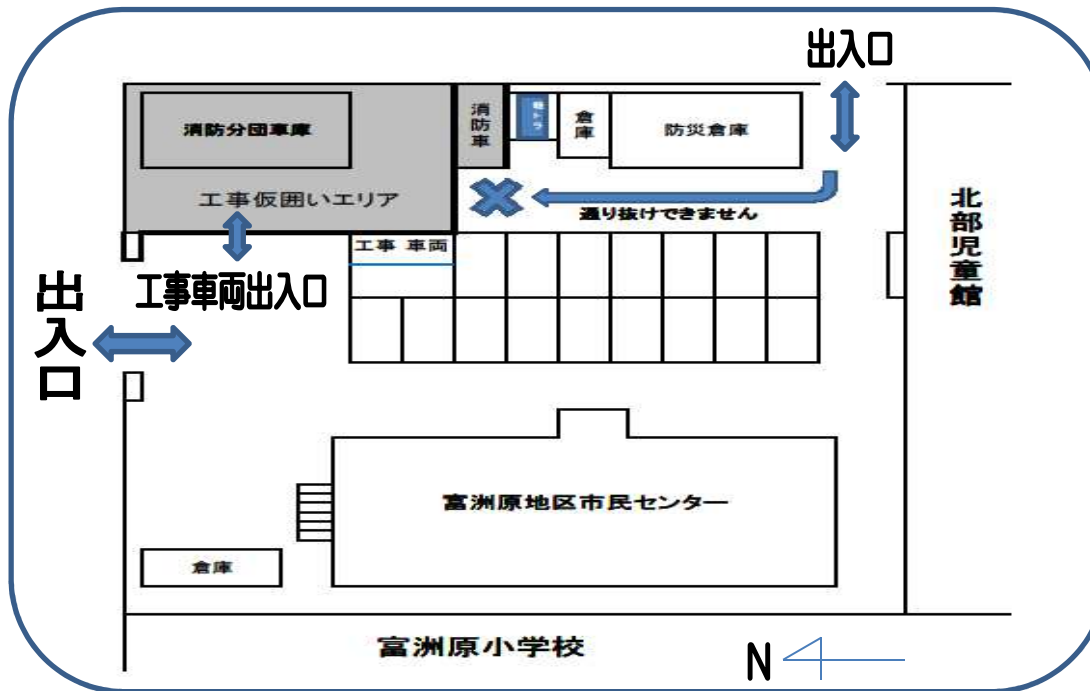 出入口
消防分団車庫
消防車
軽トラ
倉庫
防災倉庫
工事仮囲いエリア
通り抜けできません
北部児童館
工事 車両
工事車両出入口
出入口
富洲原地区市民センター
倉庫
富洲原小学校
N